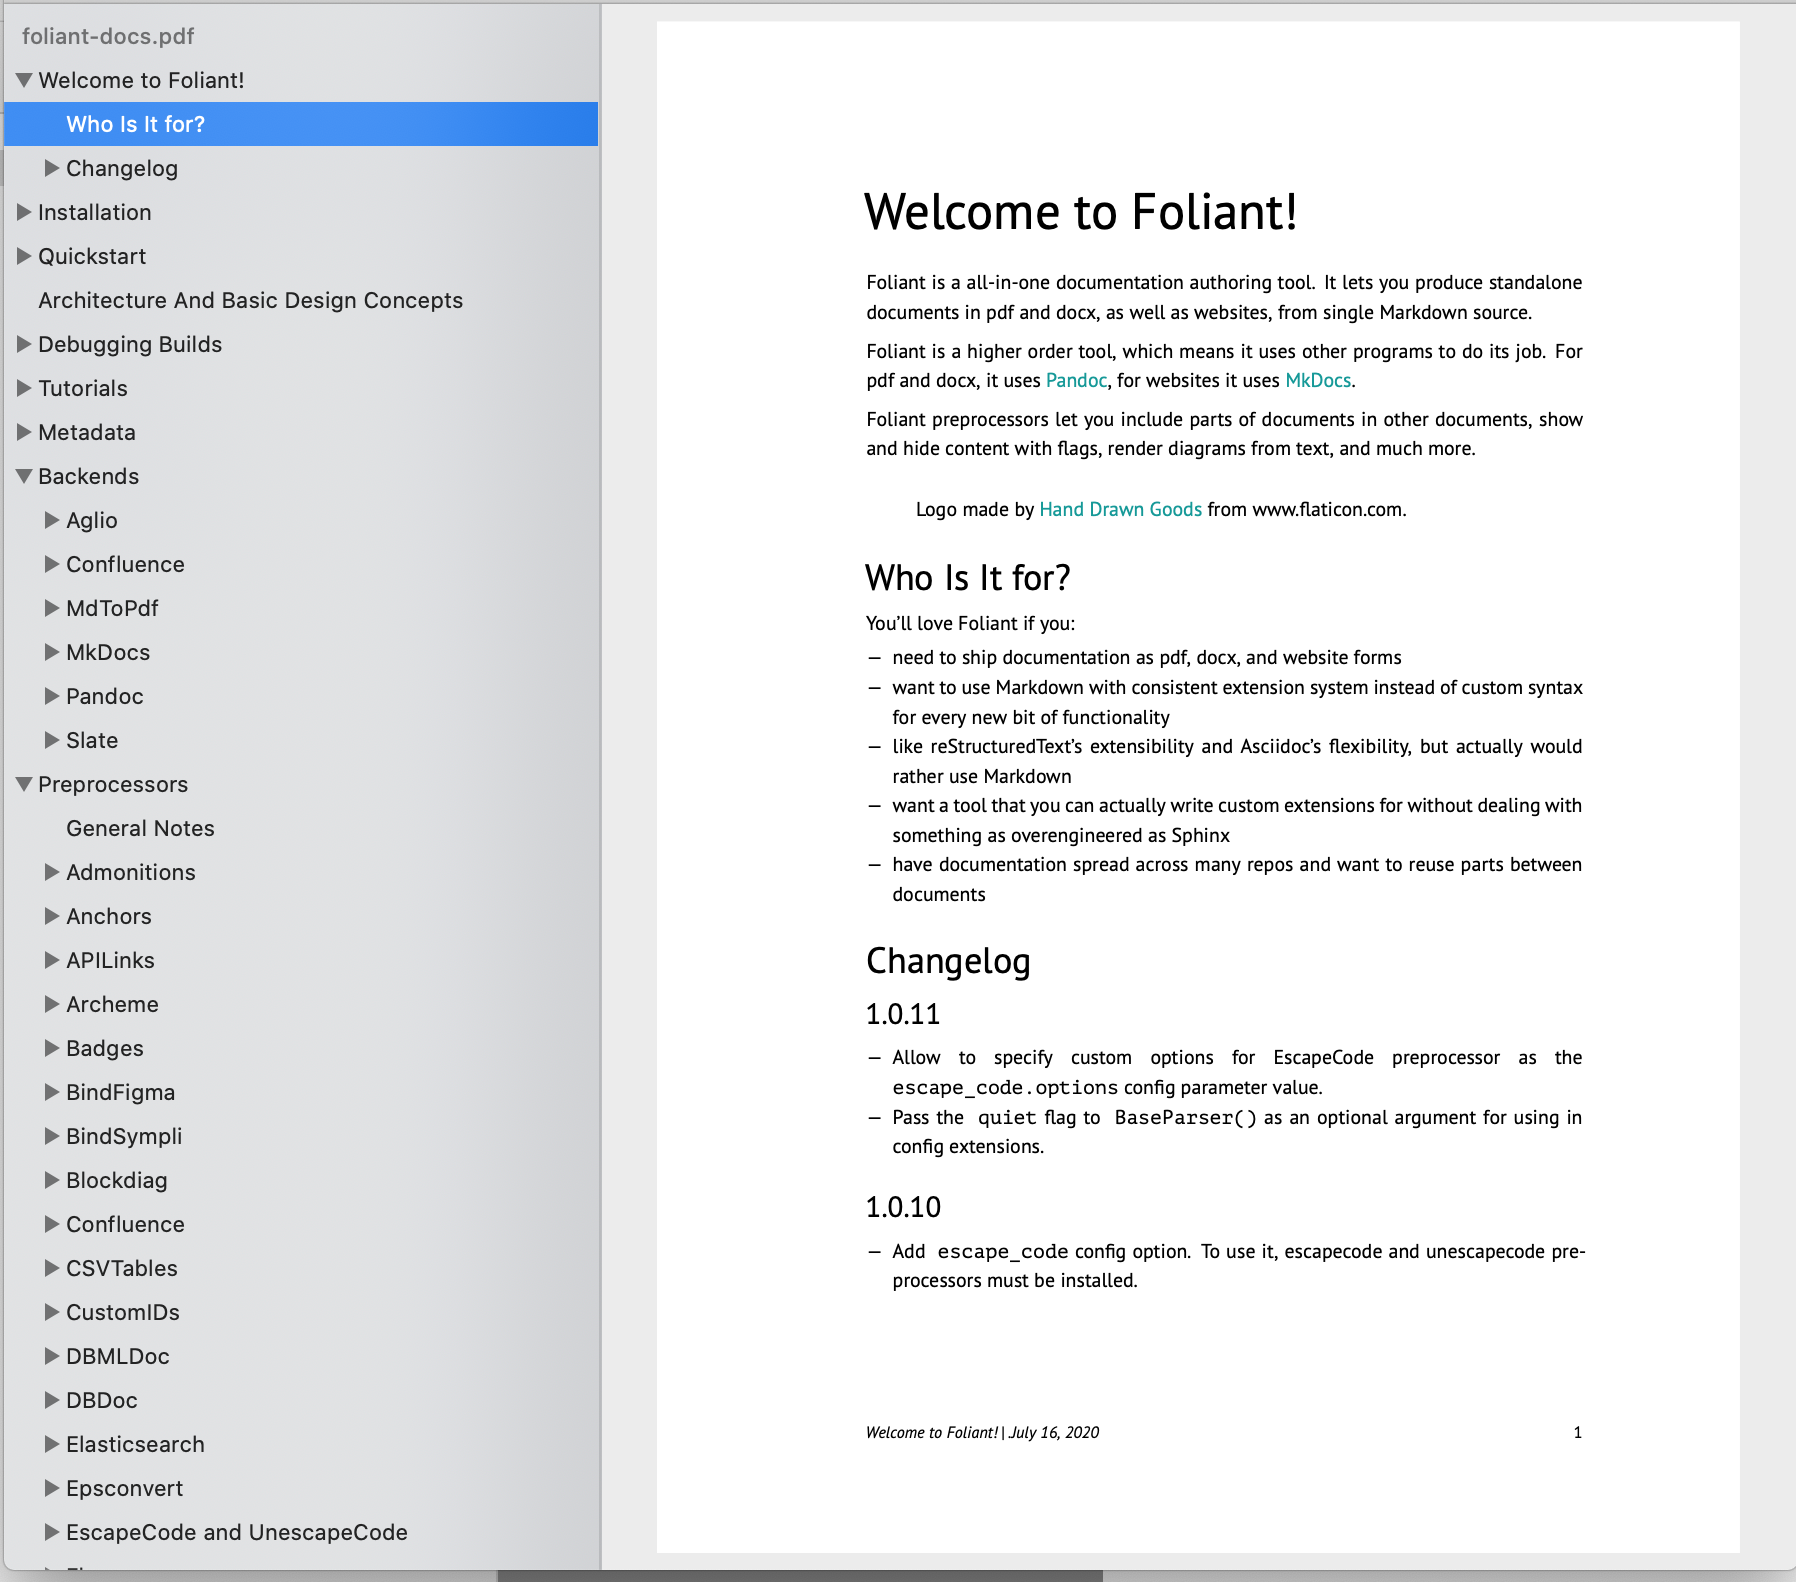 foliant-docs.pdf
Welcome to Foliant!
Who Is It for?
Changelog
Installation
Quickstart
Architecture And Basic Design Concepts
Debugging Builds
Tutorials
Metadata
Backends
Aglio
Confluence
MdToPdf
MkDocs
Pandoc
Slate
Preprocessors
General Notes
Admonitions
Anchors
APILinks
Archeme
Badges
BindFigma
BindSympli
Blockdiag
Confluence
CSVTables
CustomIDs
DBMLDoc
DBDoc
Elasticsearch
Epsconvert
EscapeCode and UnescapeCode
Welcome to Foliant!
Foliant is a all-in-one documentation authoring tool. It lets you produce standalone
documents in pdf and docx, as well as websites, from single Markdown source.
Foliant is a higher order tool, which means it uses other programs to do its job. For
pdf and docx, it uses Pandoc, for websites it uses MkDocs.
Foliant preprocessors let you include parts of documents in other documents, show
and hide content with flags, render diagrams from text, and much more.
Logo made by Hand Drawn Goods from www.flaticon.com.
Who Is It for?
You’ll love Foliant if you:
– need to ship documentation as pdf, docx, and website forms
– want to use Markdown with consistent extension system instead of custom syntax
for every new bit of functionality
– like reStructuredText’s extensibility and Asciidoc’s flexibility, but actually would
rather use Markdown
– want a tool that you can actually write custom extensions for without dealing with
something as overengineered as Sphinx
– have documentation spread across many repos and want to reuse parts between
documents
Changelog
1.0.11
– Allow to specify custom options for EscapeCode preprocessor as the
escape_code.options config parameter value.
– Pass the quiet flag to BaseParser() as an optional argument for using in
config extensions.
1.0.10
– Add escape_code config option. To use it, escapecode and unescapecode pre-
processors must be installed.
Welcome to Foliant! | July 16, 2020 1